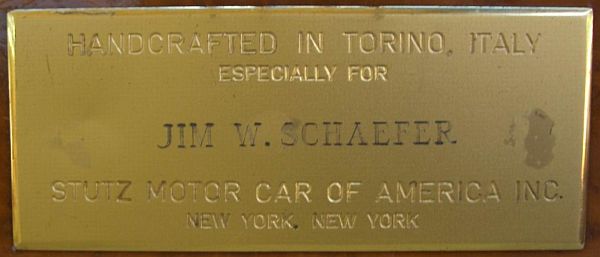 HANDCRAFTED IN TORINO, ITALY
ESPECIALLY FOR
JIM W. SCHAEFER
STUTZ MOTOR CAR OF AMERICA INC.
NEW YORK, NEW YORK